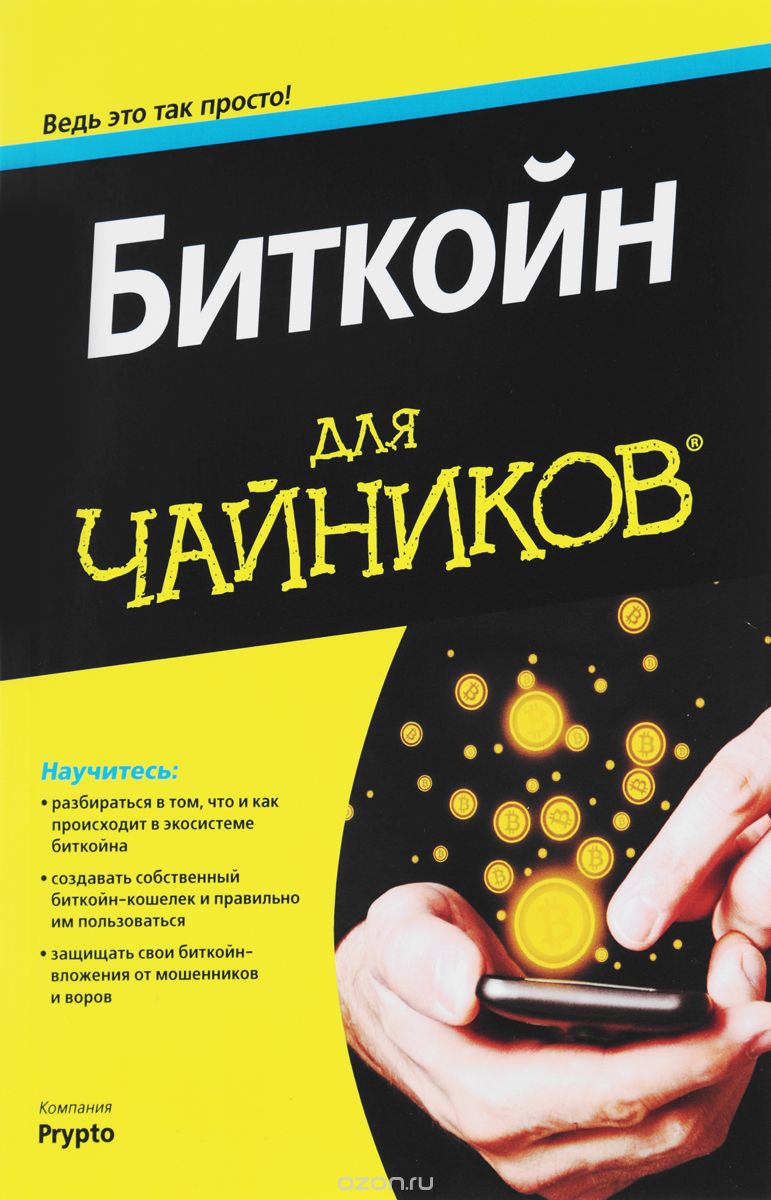 Ведь это так просто!
Биткойн
для
чайников®
Научитесь:
• разбираться в том, что и как
происходит в экосистеме
биткойна
• создавать собственный
биткойн-кошелек и правильно
им пользоваться
• защищать свои биткойн-
вложения от мошенников
и воров
Компания
Prypto
ozon.ru